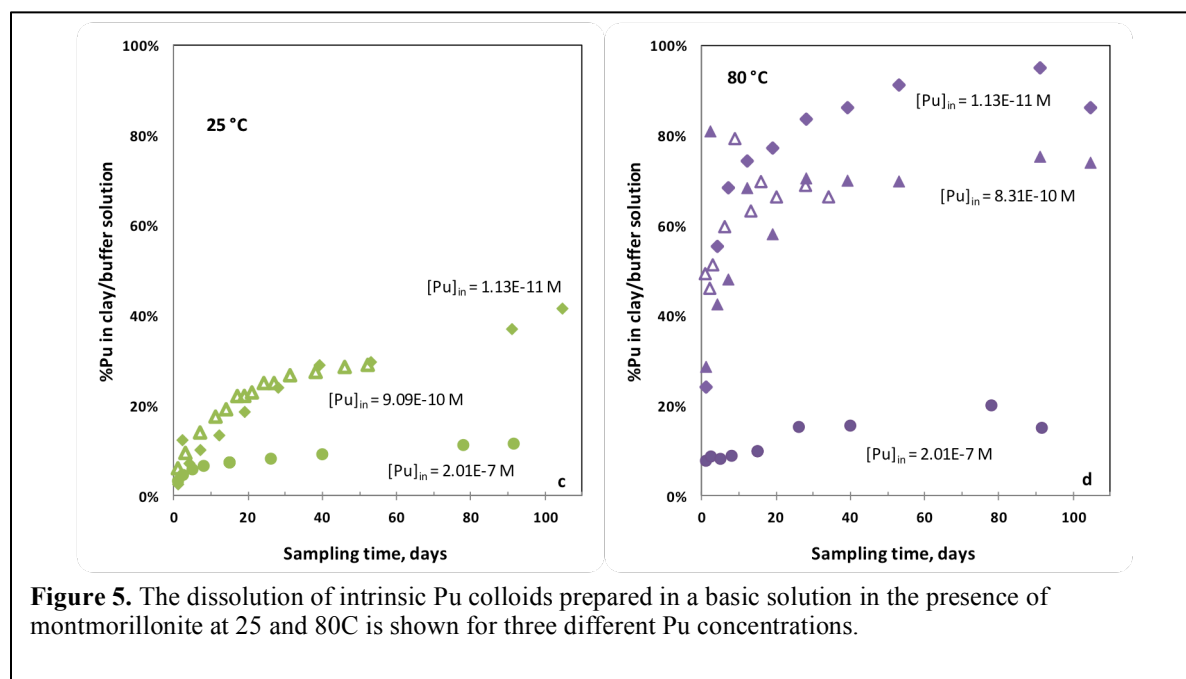 100%
80%
60%
40%
20%
0%
%Pu in clay/buffer solution
25 °C
[Pu]in = 1.13E-11 M
[Pu]in = 9.09E-10 M
[Pu]in = 2.01E-7 M
c
0 20 40 60 80 100
Sampling time, days
100%
80%
60%
40%
20%
0%
%Pu in clay/buffer solution
80 °C
[Pu]in = 1.13E-11 M
[Pu]in = 8.31E-10 M
[Pu]in = 2.01E-7 M
d
0 20 40 60 80 100
Sampling time, days
Figure 5. The dissolution of intrinsic Pu colloids prepared in a basic solution in the presence of
montmorillonite at 25 and 80C is shown for three different Pu concentrations.